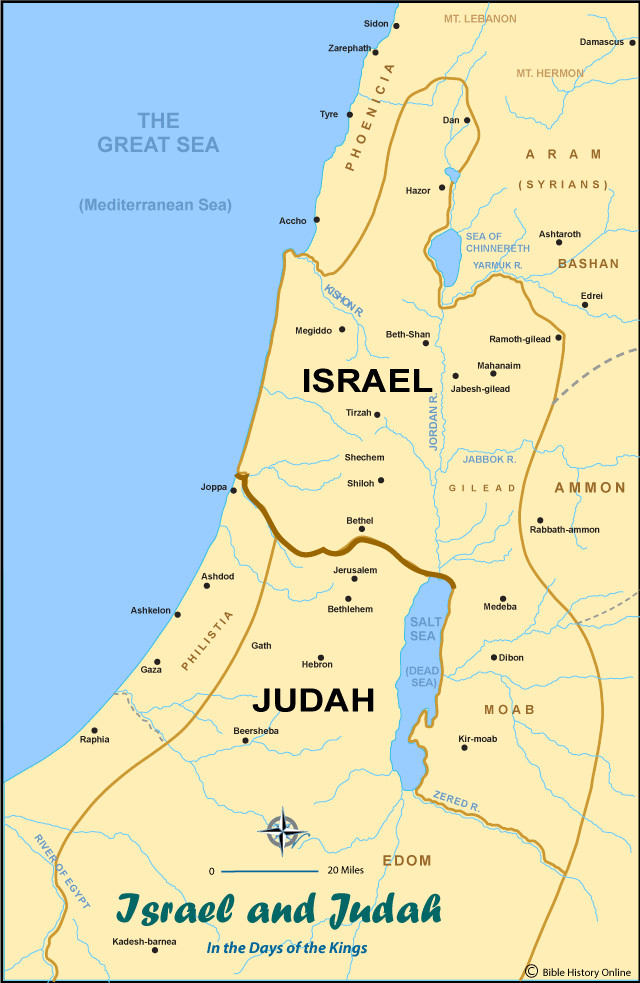 MT. LEBANON
Sidon
Damascus
Zarephath
MT. HERMON
PHOENICIA
Tyre
THE
GREAT SEA
Dan
ARAM
(SYRIANS)
Hazor
(Mediterranean Sea)
Accho
SEA OF
CHINNERETH
Ashtaroth
YARMUK R.
BASHAN
KISHON R.
Edrei
Megiddo
Beth-Shan
Ramoth-gilead
Mahanaim
ISRAEL
Jabesh-gilead
Tirzah
JORDAN R.
Shechem
JABBOK R.
Shiloh
Joppa
GILEAD
AMMON
Bethel
Rabbath-ammon
Jerusalem
Ashdod
Bethlehem
Medeba
Ashkelon
SALT
SEA
PHILISTIA
Gath
Hebron
Dibon
Gaza
(DEAD
SEA)
JUDAH
MOAB
Raphia
Beersheba
Kir-moab
ZERED R.
RIVER OF EGYPT
EDOM
0 20 Miles
Israel and Judah
In the Days of the Kings
Kadesh-barnea
© Bible History Online